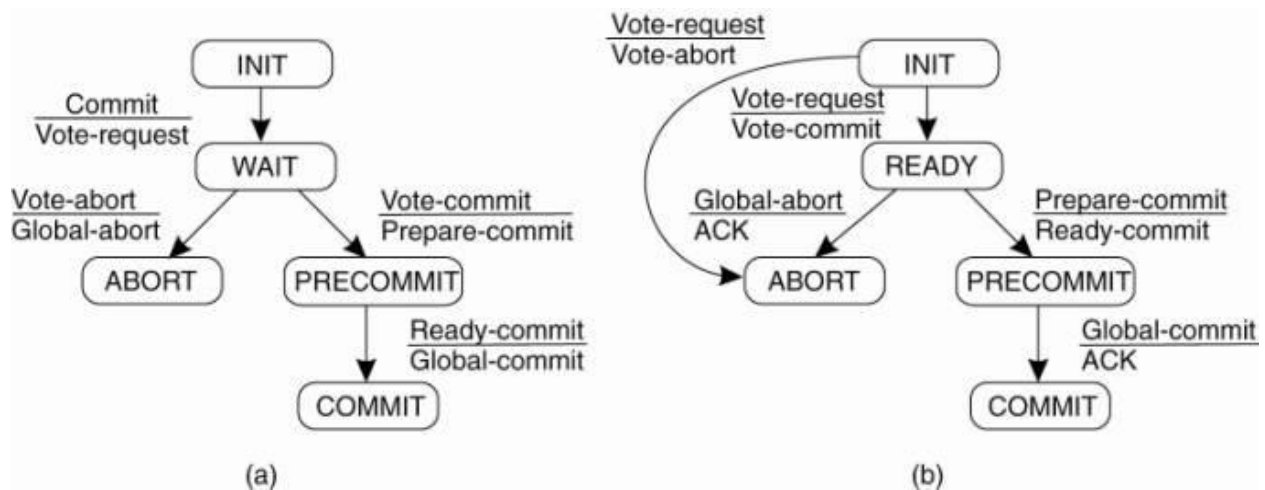 INIT
Commit
Vote-request
WAIT
Vote-abort
Global-abort
Vote-commit
Prepare-commit
ABORT
PRECOMMIT
Ready-commit
Global-commit
COMMIT
(a)
Vote-request
Vote-abort
INIT
Vote-request
Vote-commit
READY
Global-abort
ACK
Prepare-commit
Ready-commit
ABORT
PRECOMMIT
Global-commit
ACK
COMMIT
(b)